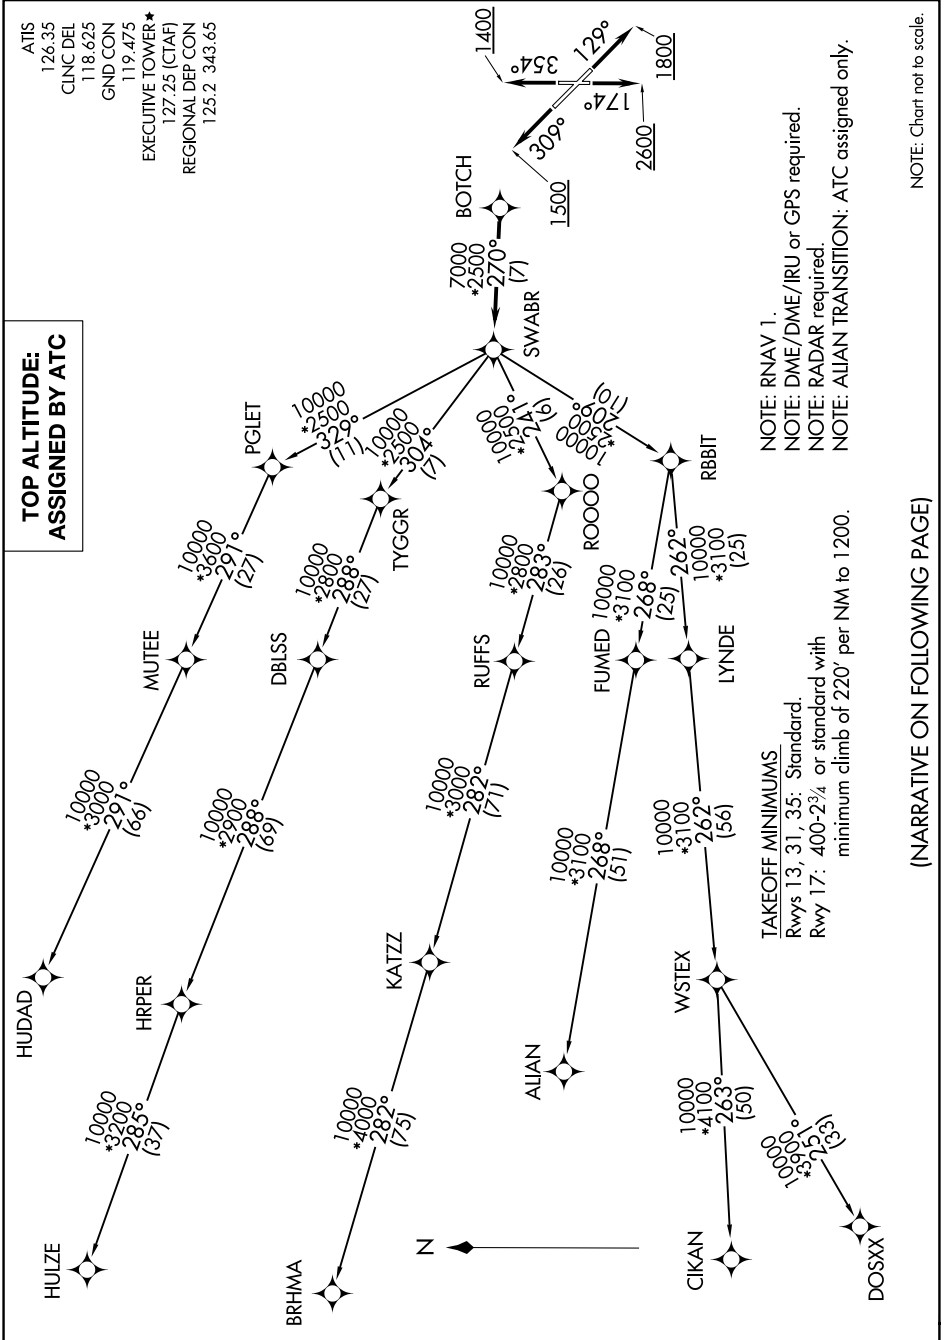 TOP ALTITUDE:
ASSIGNED BY ATC
ATIS
126.35
CLNC DEL
118.625
GND CON
119.475
EXECUTIVE TOWER★
127.25 (CTAF)
REGIONAL DEP CON
125.2 343.65
HUDAD
10000
*3000
291°
(66)
MUTEE
10000
*3600
291°
(27)
PGLET
10000
*2500
329°
(11)
HULZE
10000
*3200
285°
(37)
HRPER
10000
*2900
288°
(69)
DBLSS
10000
*2800
288°
(27)
TYGGR
10000
*2500
304°
(7)
BRHMA
10000
*4000
282°
(75)
KATZZ
10000
*3000
282°
(71)
RUFFS
10000
*2800
283°
(26)
ROOOO
10000
*2500
241°
(9)
SWABR
7000
*2500
270°
(7)
BOTCH
1400
354°
129°
1800
309°
1500
174°
2600
ALIAN
10000
*3100
268°
(51)
FUMED
10000
*3100
268°
(25)
RBBIT
10000
*2500
209°
(10)
262°
10000
*3100
(25)
LYNDE
10000
*3100
262°
(56)
WSTEX
10000
*4100
263°
(50)
CIKAN
10000
*3900
251°
(33)
DOSXX
N
NOTE: RNAV 1.
NOTE: DME/DME/IRU or GPS required.
NOTE: RADAR required.
NOTE: ALIAN TRANSITION: ATC assigned only.
TAKEOFF MINIMUMS
Rwys 13, 31, 35: Standard.
Rwy 17: 400-2¾ or standard with
minimum climb of 220' per NM to 1200.
(NARRATIVE ON FOLLOWING PAGE)
NOTE: Chart not to scale.